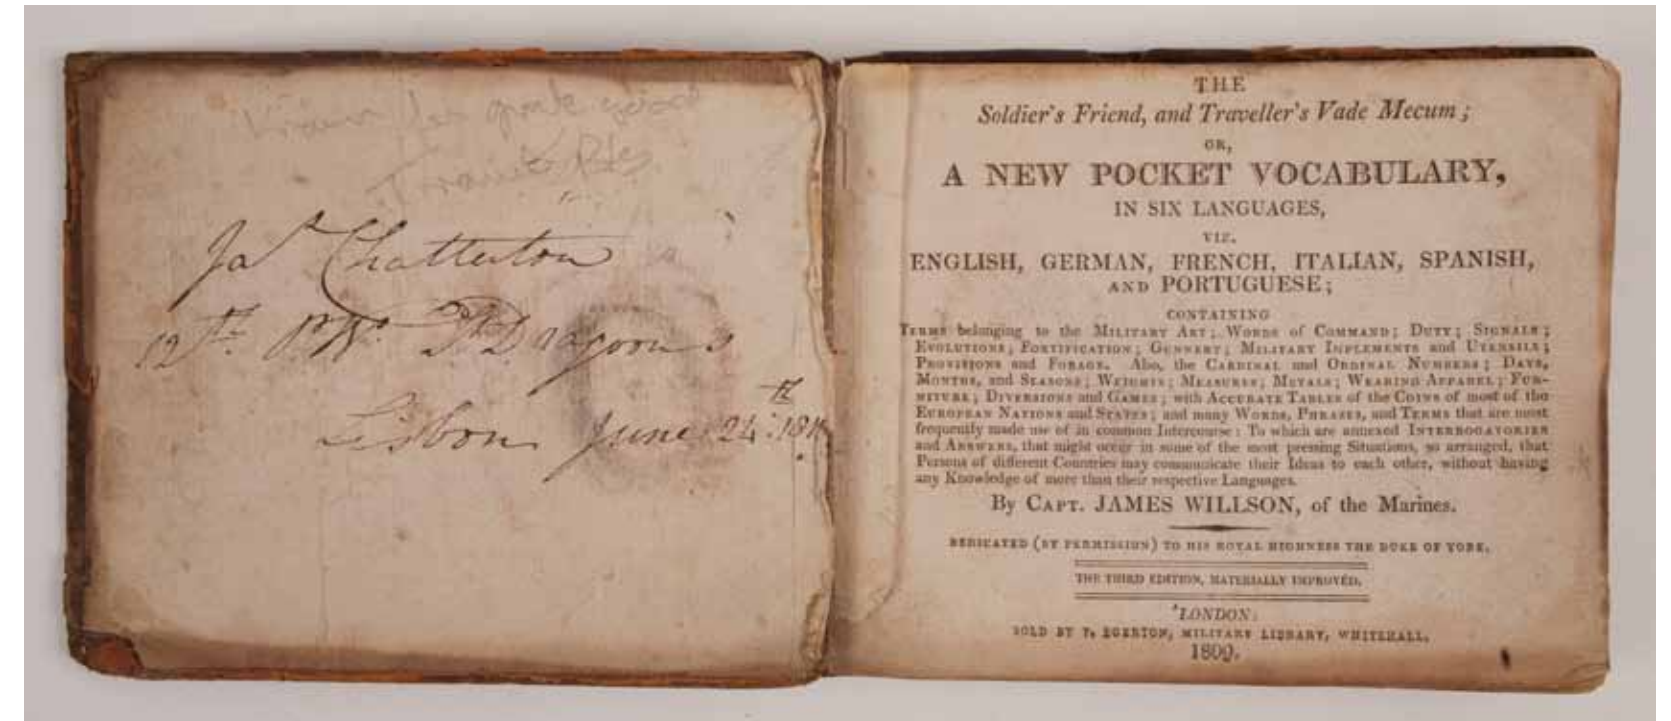 Jas Chatterton
12th P.Ws. Lt Dragoons
Lisbon June 24th 181
THE
Soldier's Friend, and Traveller's Vade Mecum;
OR,
A NEW POCKET VOCABULARY,
IN SIX LANGUAGES,
VIZ.
ENGLISH, GERMAN, FRENCH, ITALIAN, SPANISH,
AND PORTUGUESE;
CONTAINING
TERMS belonging to the MILITARY ART; WORDS of COMMAND; DUTY; SIGNALS;
EVOLUTIONS; FORTIFICATION; GUNNERY; MILITARY IMPLEMENTS and UTENSILS;
PROVISIONS and FORAGE. Also, the CARDINAL and ORDINAL NUMBERS; DAYS,
MONTHS, and SEASONS; WEIGHTS; MEASURES; METALS; WEARING APPAREL; FUR-
NITURE; DIVERSIONS and GAMES; with ACCURATE TABLES of the COINS of most of the
EUROPEAN NATIONS and STATES; and many WORDS, PHRASES, and TERMS that are most
frequently made use of in common Intercourse: To which are annexed INTERROGATORIES
and ANSWERS, that might occur in some of the most pressing Situations, so arranged, that
Persons of different Countries may communicate their Ideas to each other, without having
any Knowledge of more than their respective Languages.
By CAPT. JAMES WILLSON, of the Marines.
DEDICATED (BY PERMISSION) TO HIS ROYAL HIGHNESS THE DUKE OF YORK.
THE THIRD EDITION, MATERIALLY IMPROVED.
LONDON:
SOLD BY T. EGERTON, MILITARY LIBRARY, WHITEHALL.
1809.